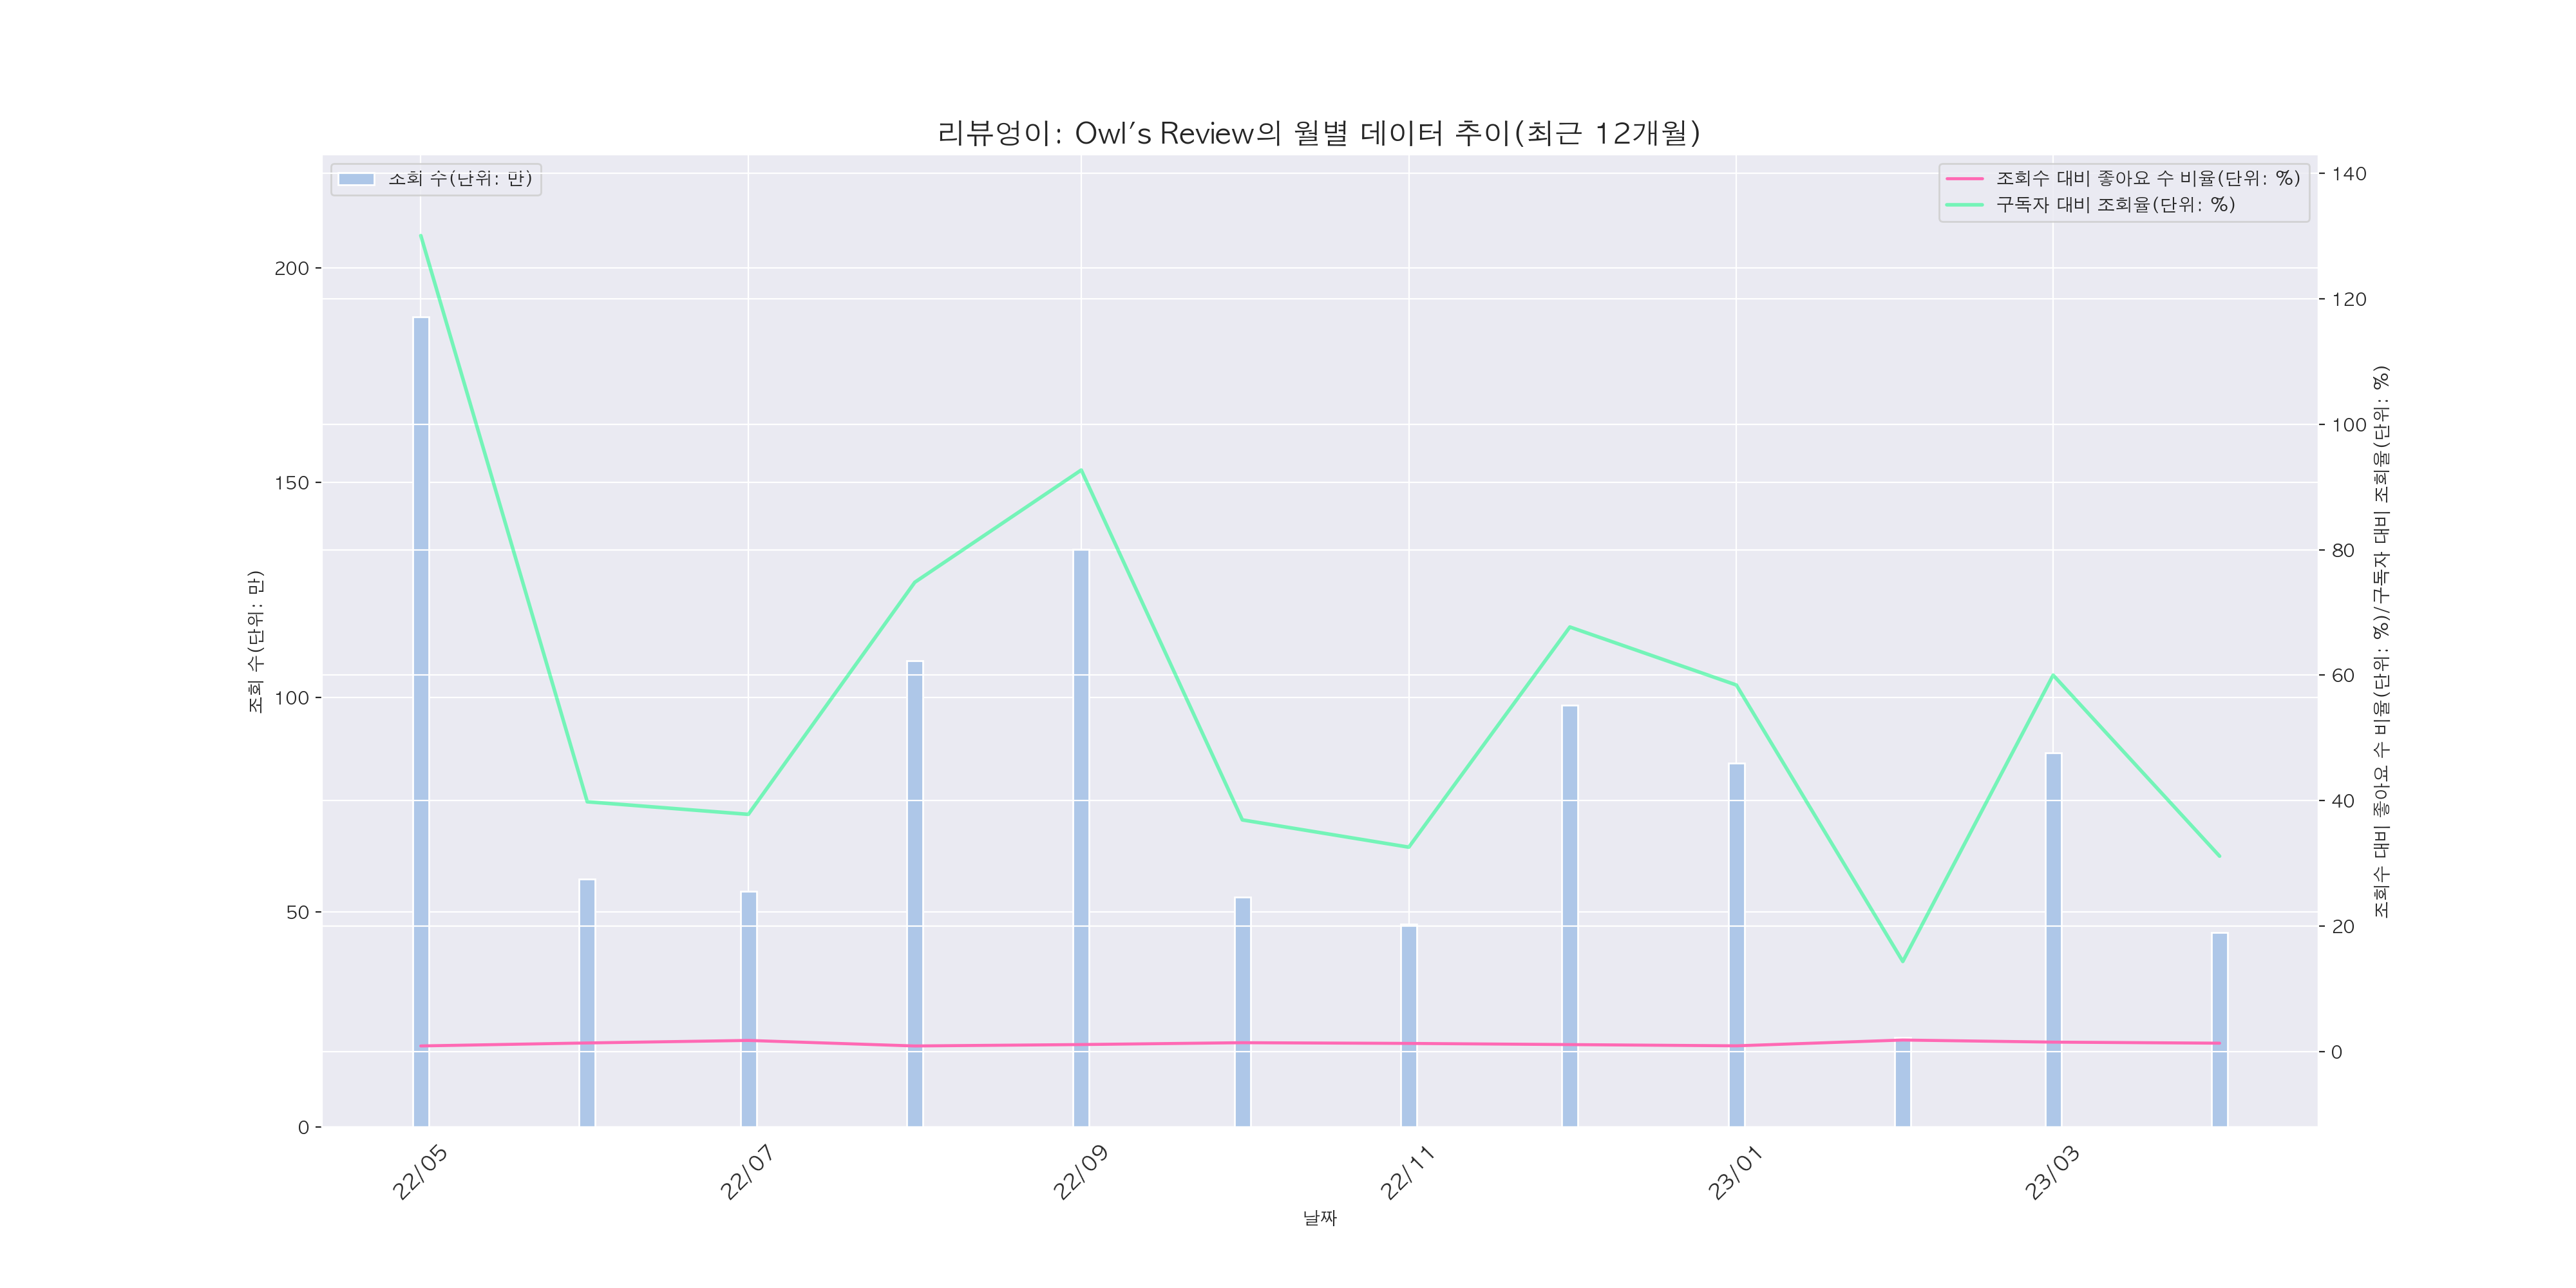 리뷰엉이: Owl's Review의 월별 데이터 추이(최근 12개월)
조회 수(단위: 만)
조회수 대비 좋아요 수 비율(단위: %)
구독자 대비 조회율(단위: %)
조회 수(단위: 만)
200
150
100
50
0
140
120
100
80
60
40
20
0
조회수 대비 좋아요 수 비율(단위: %)/구독자 대비 조회율(단위: %)
22/05
22/07
22/09
22/11
23/01
23/03
날짜